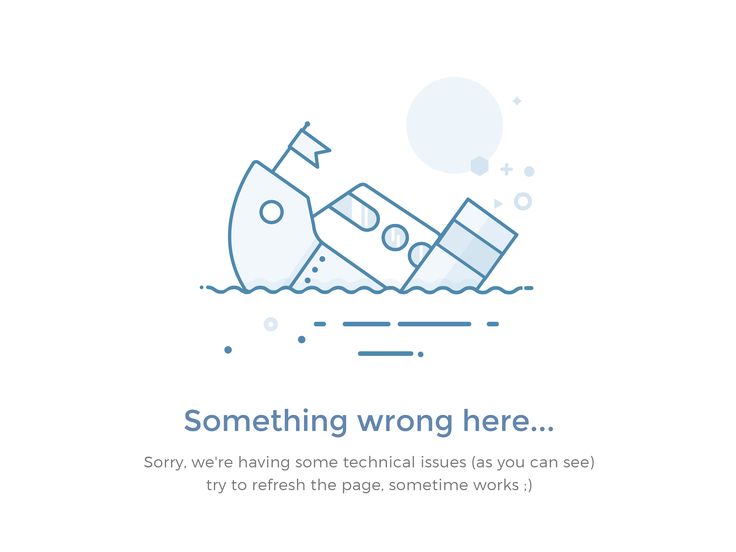 Something wrong here...
Sorry, we're having some technical issues (as you can see)
try to refresh the page, sometime works ;)